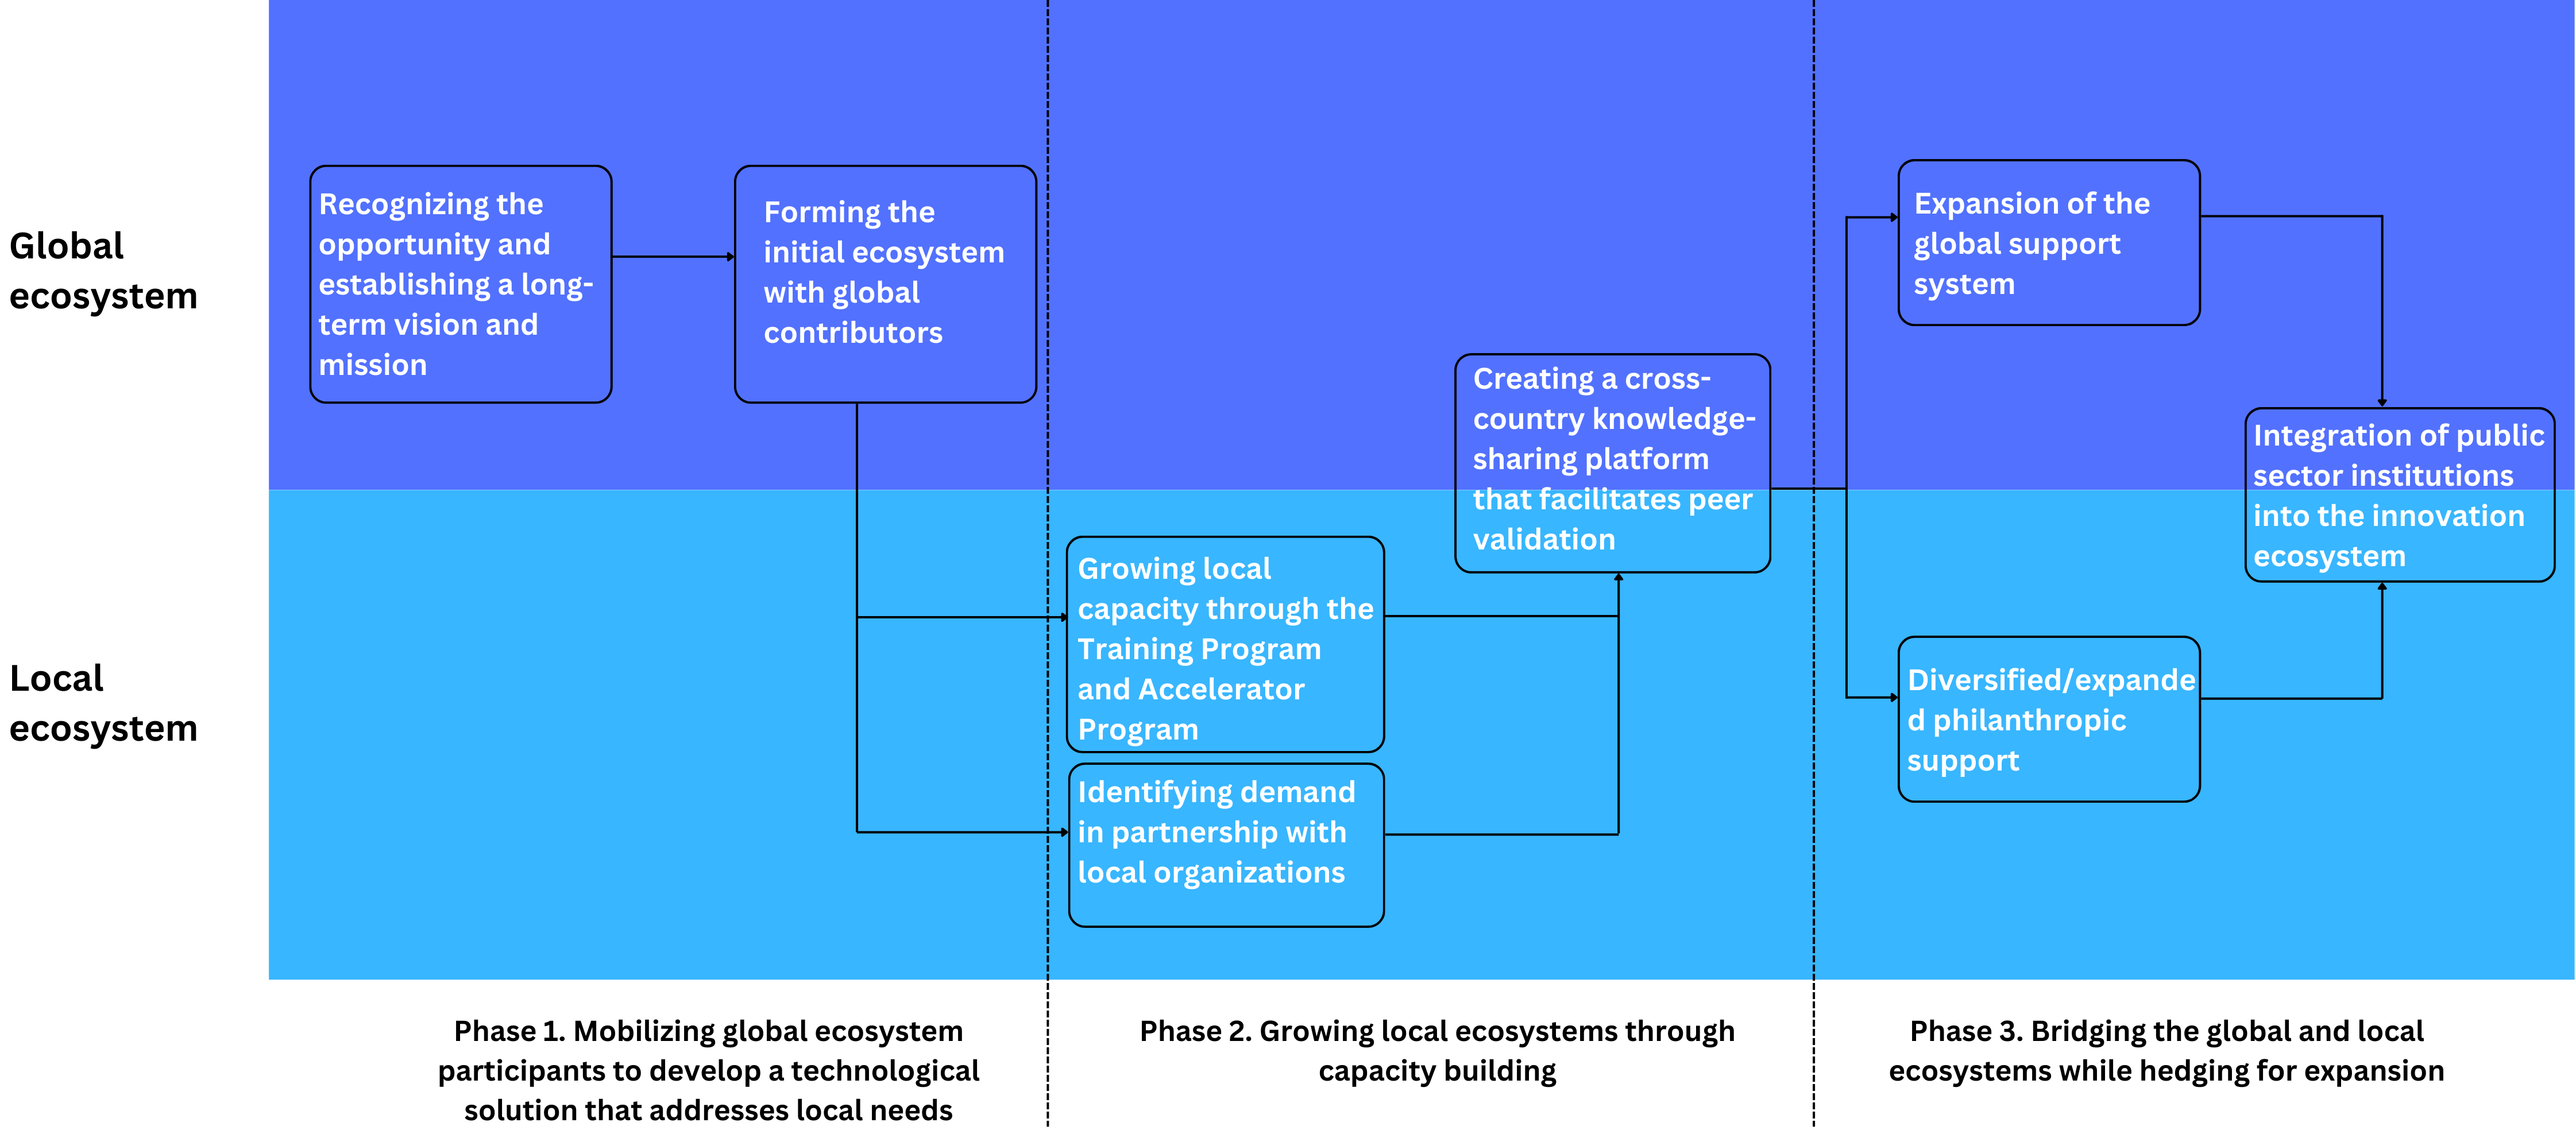 Global
ecosystem
Recognizing the
opportunity and
establishing a long-
term vision and
mission
Forming the
initial ecosystem
with global
contributors
Creating a cross-
country knowledge-
sharing platform
that facilitates peer
validation
Expansion of the
global support
system
Integration of public
sector institutions
into the innovation
ecosystem
Local
ecosystem
Growing local
capacity through the
Training Program
and Accelerator
Program
Identifying demand
in partnership with
local organizations
Diversified/expande
d philanthropic
support
Phase 1. Mobilizing global ecosystem
participants to develop a technological
solution that addresses local needs
Phase 2. Growing local ecosystems through
capacity building
Phase 3. Bridging the global and local
ecosystems while hedging for expansion